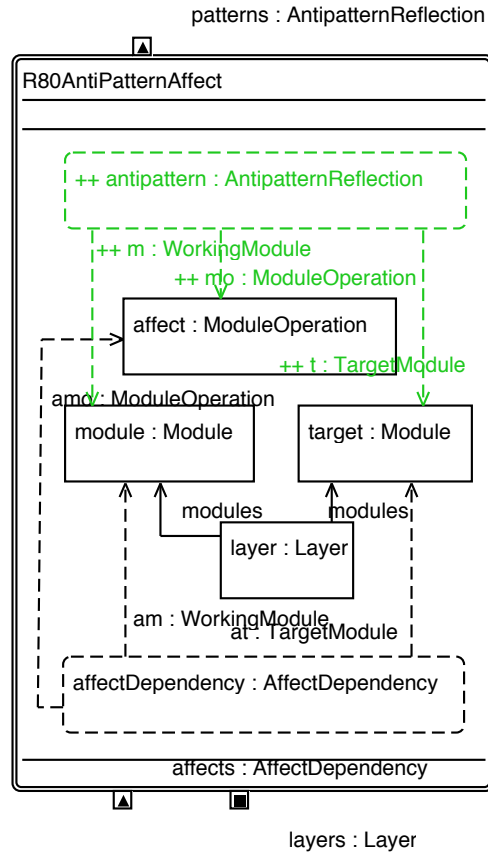 patterns : AntipatternReflection
R80AntiPatternAffect
++ antipattern : AntipatternReflection
++ m : WorkingModule
++ mo : ModuleOperation
affect : ModuleOperation
++ t : TargetModule
amo : ModuleOperation
module : Module
target : Module
modules
modules
layer : Layer
am : WorkingModule
at : TargetModule
affectDependency : AffectDependency
affects : AffectDependency
layers : Layer